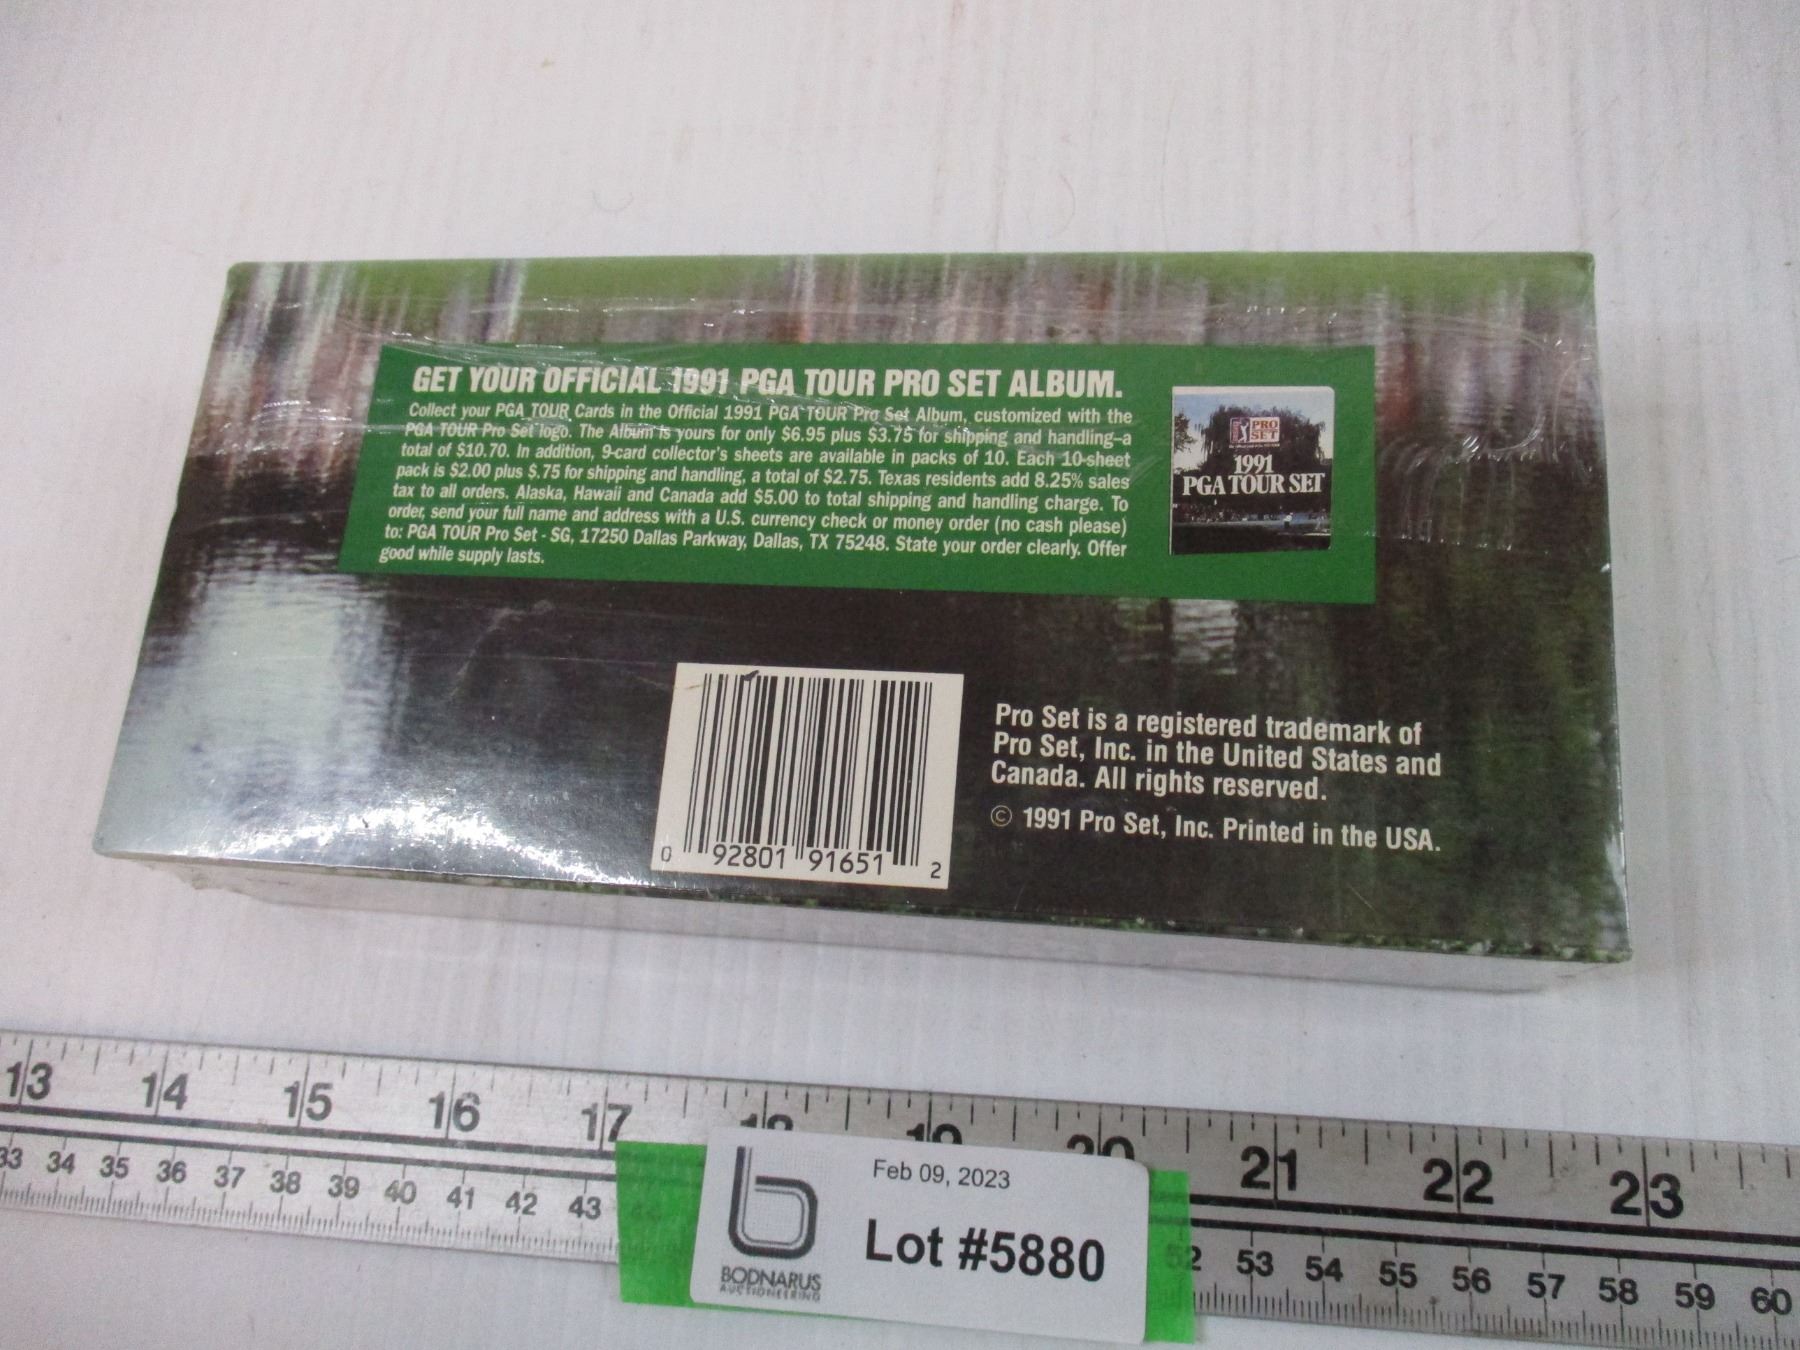 GET YOUR OFFICIAL 1991 PGA TOUR PRO SET ALBUM.
Collect your PGA TOUR Cards in the Official 1991 PGA TOUR Pro Set Album, customized with the
PGA TOUR Pro Set logo. The Album is yours for only $6.95 plus $3.75 for shipping and handling–a
total of $10.70. In addition, 9-card collector's sheets are available in packs of 10. Each 10-sheet
pack is $2.00 plus $.75 for shipping and handling, a total of $2.75. Texas residents add 8.25% sales
tax to all orders. Alaska, Hawaii and Canada add $5.00 to total shipping and handling charge. To
order, send your full name and address with a U.S. currency check or money order (no cash please)
to: PGA TOUR Pro Set - SG, 17250 Dallas Parkway, Dallas, TX 75248. State your order clearly. Offer
good while supply lasts.
PRO
SET
1991
PGA TOUR SET
0 92801 91651 2
Pro Set is a registered trademark of
Pro Set, Inc. in the United States and
Canada. All rights reserved.
© 1991 Pro Set, Inc. Printed in the USA.
13 14 15 16 17 18 19 20 21 22 23
33 34 35 36 37 38 39 40 41 42 43 44 52 53 54 55 56 57 58 59 60
Feb 09, 2023
Lot #5880
BODNARUS
AUCTIONEERING